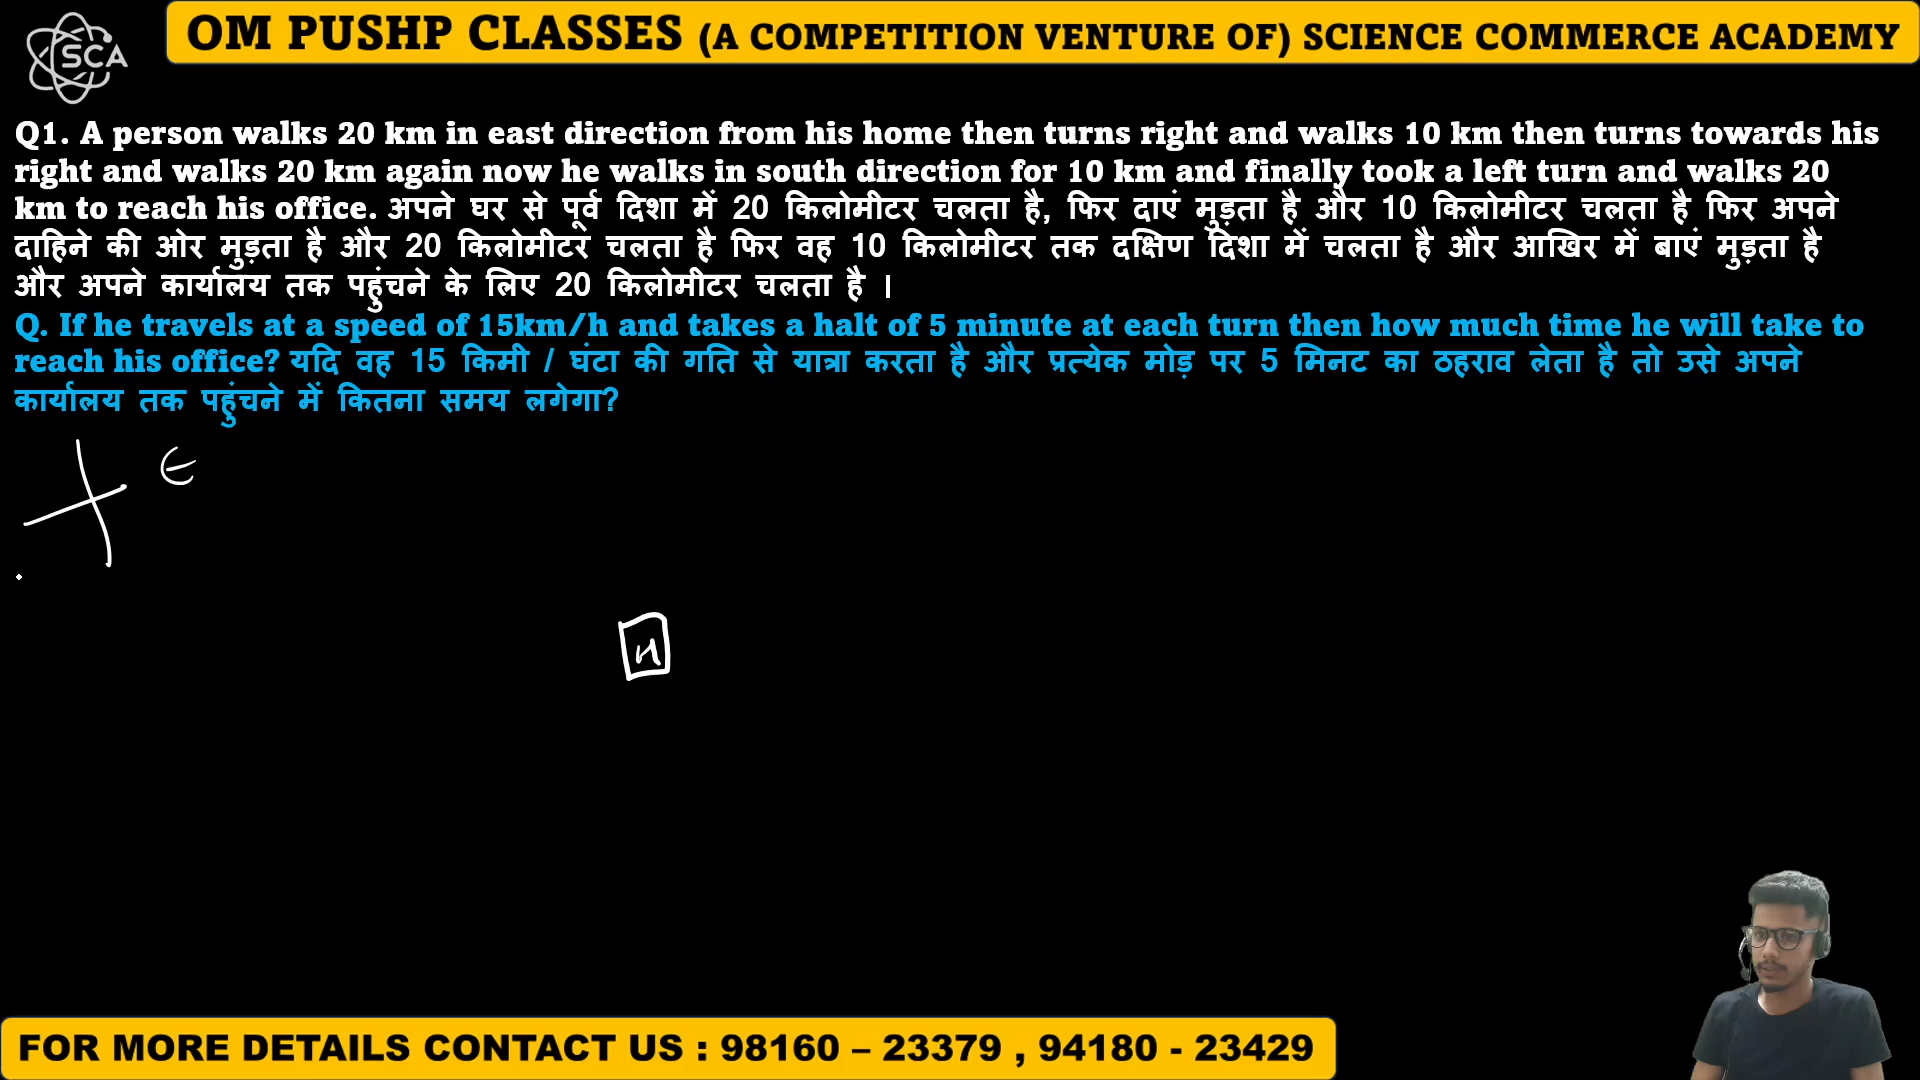 SCA
OM PUSHP CLASSES (A COMPETITION VENTURE OF) SCIENCE COMMERCE ACADEMY
Q1. A person walks 20 km in east direction from his home then turns right and walks 10 km then turns towards his
right and walks 20 km again now he walks in south direction for 10 km and finally took a left turn and walks 20
km to reach his office. अपने घर से पूर्व दिशा में 20 किलोमीटर चलता है, फिर दाएं मुड़ता है और 10 किलोमीटर चलता है फिर अपने
दाहिने की ओर मुड़ता है और 20 किलोमीटर चलता है फिर वह 10 किलोमीटर तक दक्षिण दिशा में चलता है और आखिर में बाएं मुड़ता है
और अपने कार्यालय तक पहुंचने के लिए 20 किलोमीटर चलता है ।
Q. If he travels at a speed of 15km/h and takes a halt of 5 minute at each turn then how much time he will take to
reach his office? यदि वह 15 किमी / घंटा की गति से यात्रा करता है और प्रत्येक मोड़ पर 5 मिनट का ठहराव लेता है तो उसे अपने
कार्यालय तक पहुंचने में कितना समय लगेगा?
E
H
FOR MORE DETAILS CONTACT US : 98160 – 23379 , 94180 - 23429